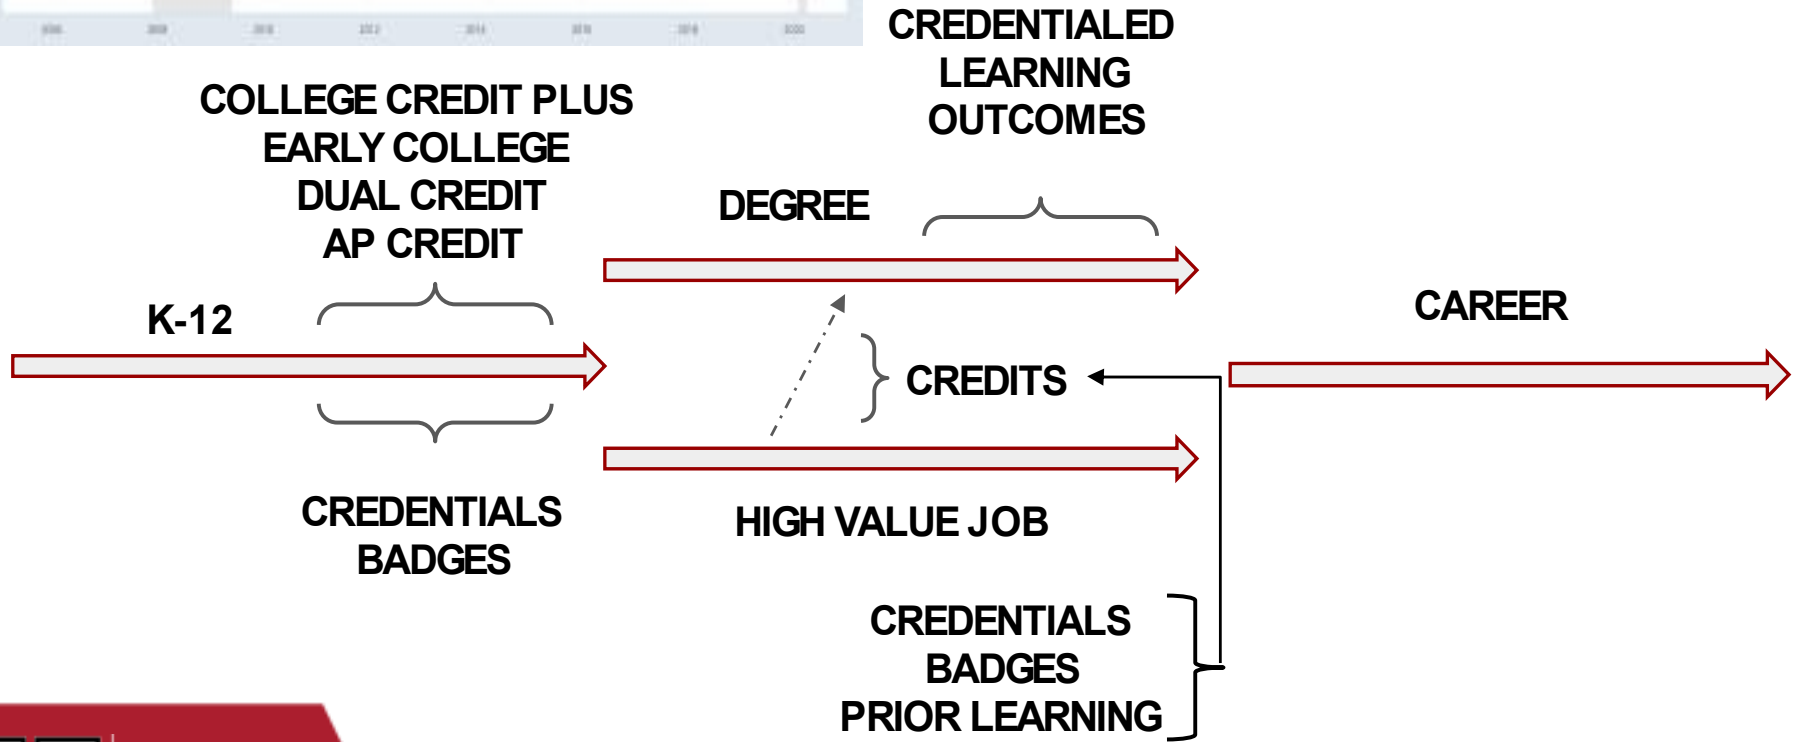 CREDENTIALED
LEARNING
OUTCOMES
COLLEGE CREDIT PLUS
EARLY COLLEGE
DUAL CREDIT
AP CREDIT
DEGREE
K-12
CAREER
CREDITS
CREDENTIALS
BADGES
HIGH VALUE JOB
CREDENTIALS
BADGES
PRIOR LEARNING